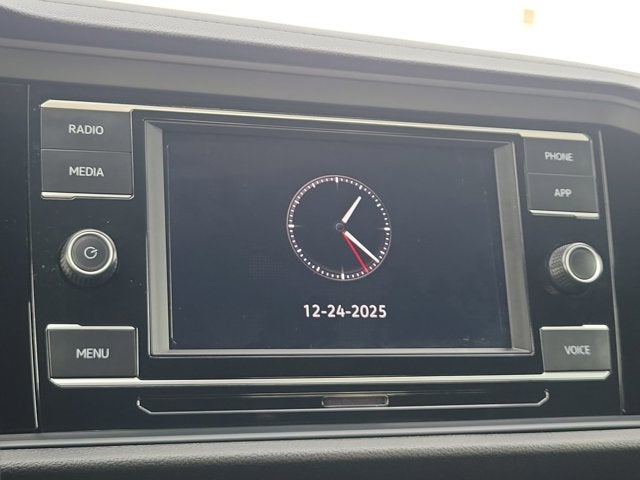 RADIO
MEDIA
MENU
12-24-2025
PHONE
APP
VOICE